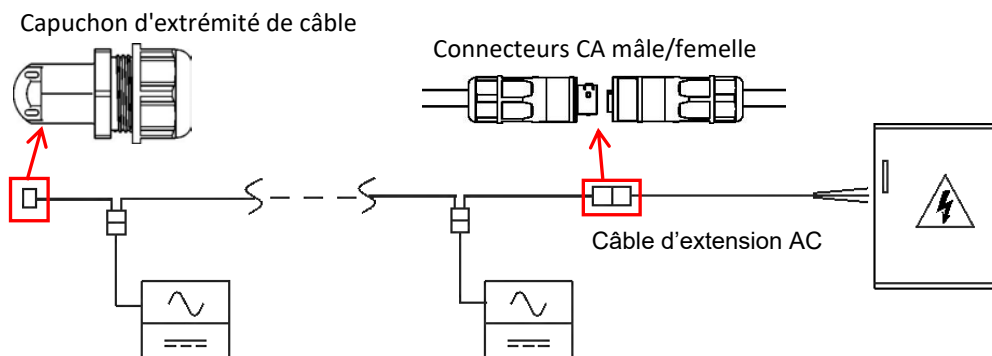 Capuchon d'extrémité de câble
Connecteurs CA mâle/femelle
Câble d’extension AC